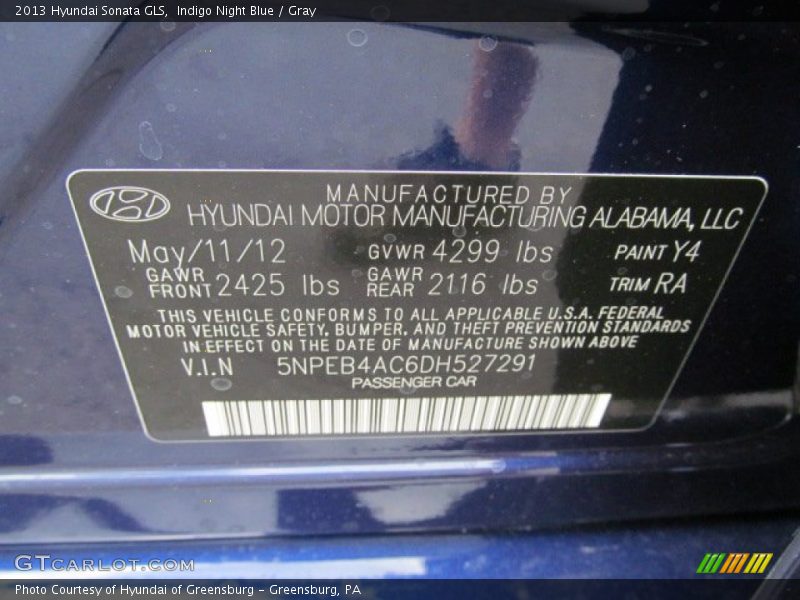 2013 Hyundai Sonata GLS, Indigo Night Blue / Gray
MANUFACTURED BY
HYUNDAI MOTOR MANUFACTURING ALABAMA, LLC
May/11/12 GVWR 4299 lbs PAINT Y4
GAWR FRONT 2425 lbs GAWR REAR 2116 lbs TRIM RA
THIS VEHICLE CONFORMS TO ALL APPLICABLE U.S.A. FEDERAL
MOTOR VEHICLE SAFETY, BUMPER, AND THEFT PREVENTION STANDARDS
IN EFFECT ON THE DATE OF MANUFACTURE SHOWN ABOVE
V.I.N 5NPEB4AC6DH527291
PASSENGER CAR
GTCARLOT.COM
Photo Courtesy of Hyundai of Greensburg - Greensburg, PA